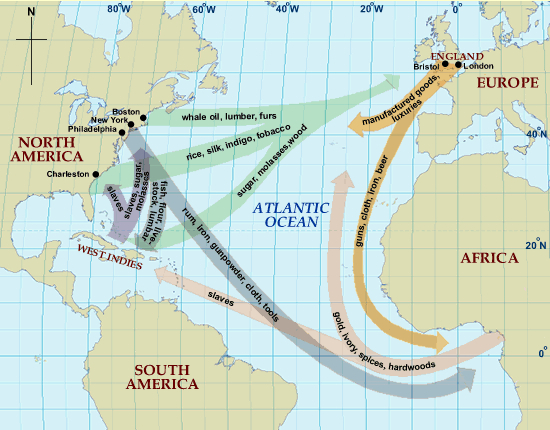 N
80°W
60°W
40°W
20°W
0°
ENGLAND
Bristol
London
EUROPE
manufactured goods,
luxuries
Boston
New York
Philadelphia
whale oil, lumber, furs
NORTH
AMERICA
rice, silk, indigo, tobacco
40°N
Charleston
sugar, molasses,wood
slaves
slaves, sugar,
molasses
fish, flour, live-
stock, lumbar
guns, cloth, iron, beer
ATLANTIC
OCEAN
rum, iron, gunpowder, cloth, tools
20°N
WEST INDIES
AFRICA
slaves
gold, ivory, spices, hardwoods
0°
SOUTH
AMERICA